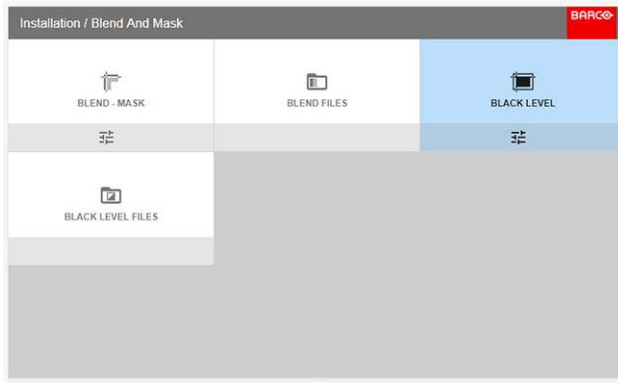 Installation / Blend And Mask
BARCO
BLEND - MASK
BLEND FILES
BLACK LEVEL
BLACK LEVEL FILES